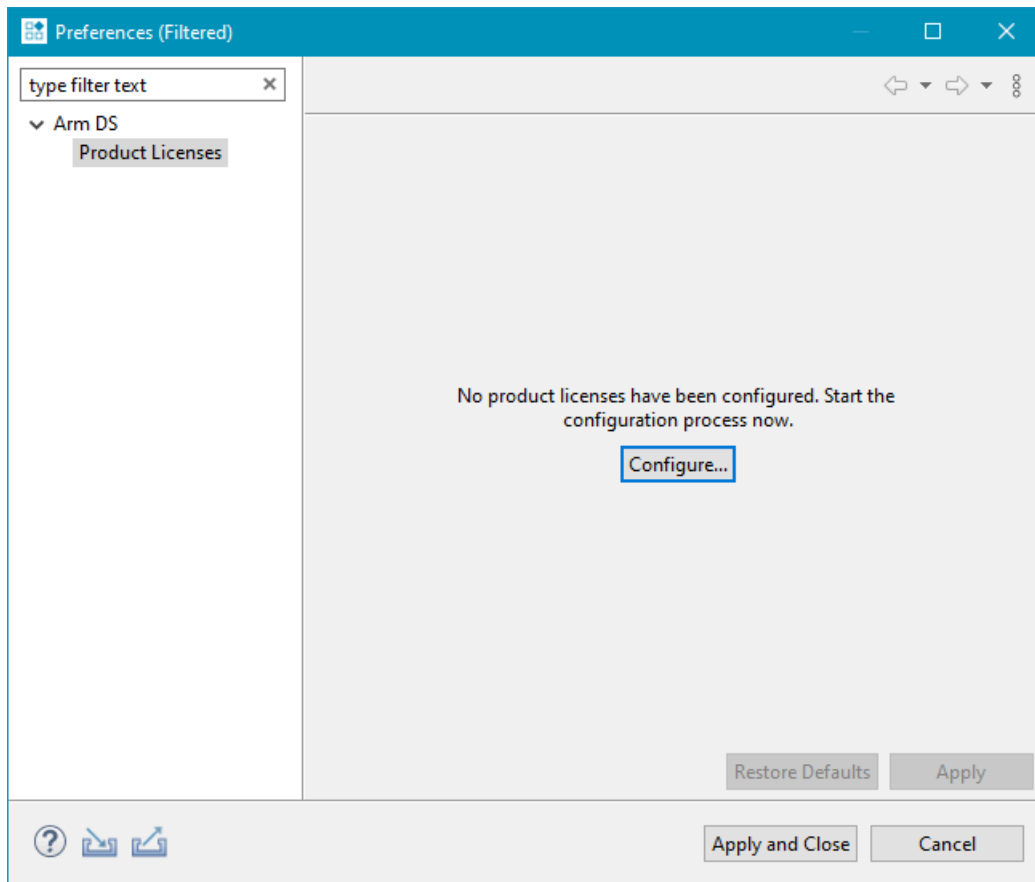 Preferences (Filtered)
type filter text
Arm DS
Product Licenses
No product licenses have been configured. Start the
configuration process now.
Configure...
Restore Defaults
Apply
Apply and Close
Cancel